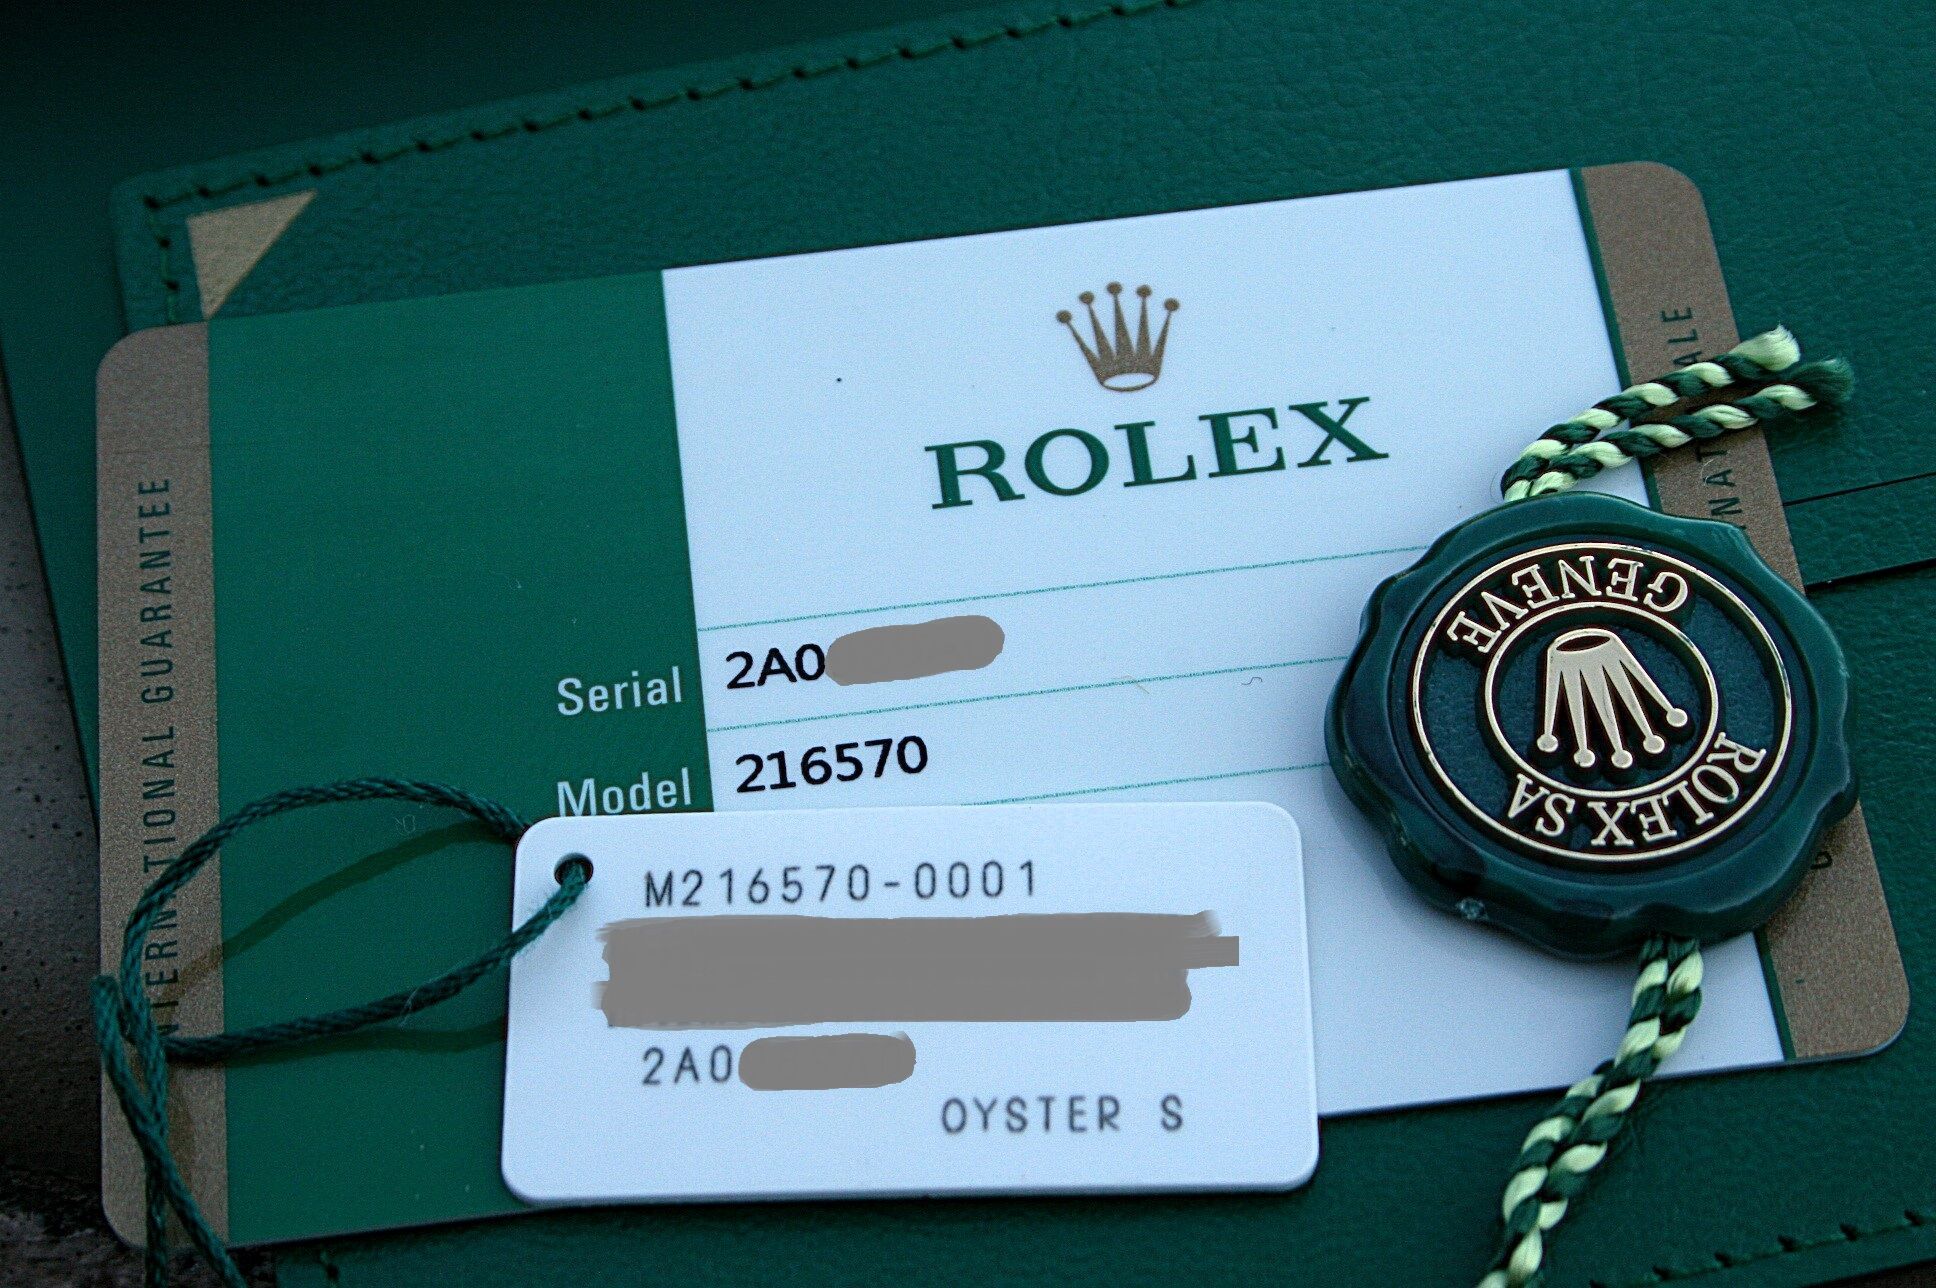 INTERNATIONAL GUARANTEE
ROLEX
Serial 2A0
Model 216570
M216570-0001
2A0
OYSTER S
GENEVE
ROLEX SA